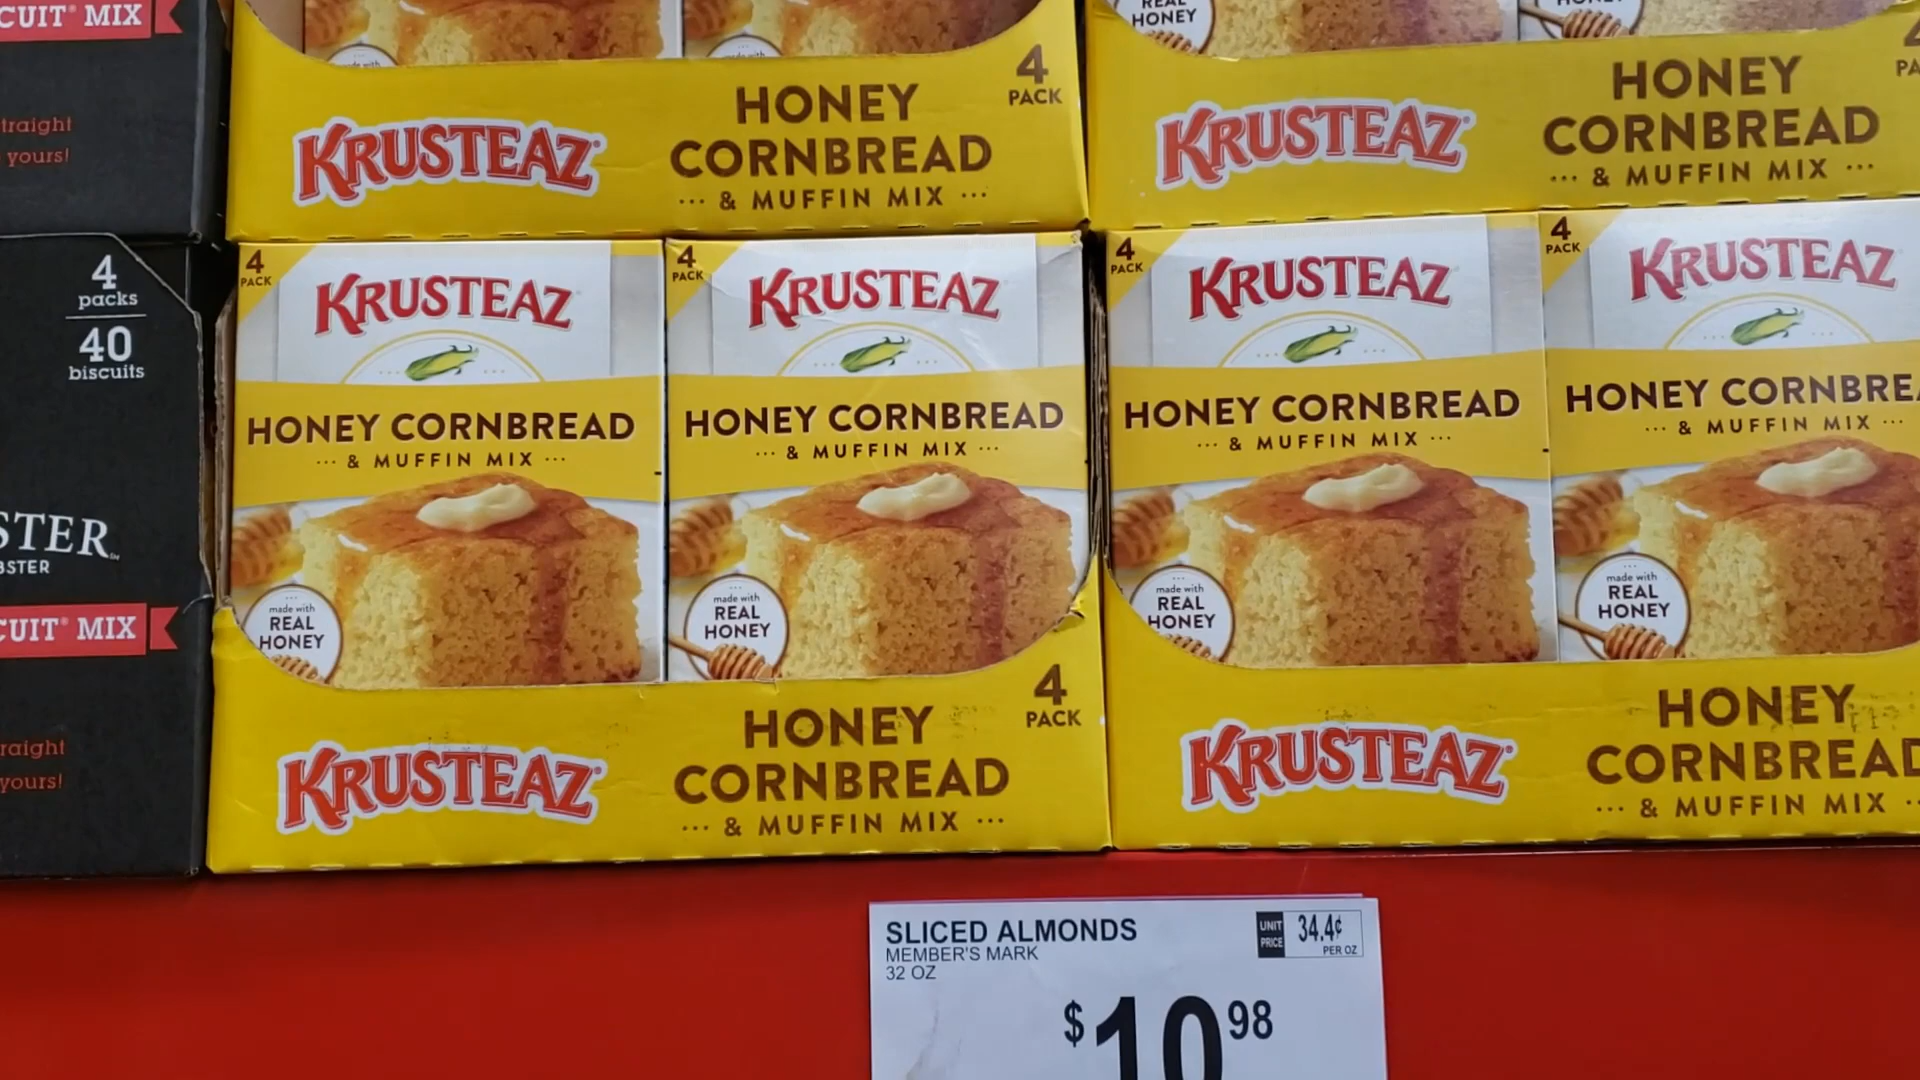 CUIT® MIX
traight
yours!
4
packs
40
biscuits
STER
BSTER
CUIT® MIX
raight
yours!
KRUSTEAZ
HONEY
CORNBREAD
& MUFFIN MIX
4
PACK
REAL
HONEY
KRUSTEAZ
HONEY
CORNBREAD
& MUFFIN MIX
4
PACK
KRUSTEAZ
HONEY CORNBREAD
& MUFFIN MIX
made with
REAL
HONEY
4
PACK
KRUSTEAZ
HONEY CORNBREAD
& MUFFIN MIX
made with
REAL
HONEY
KRUSTEAZ
HONEY
CORNBREAD
& MUFFIN MIX
4
PACK
4
PACK
KRUSTEAZ
HONEY CORNBREAD
& MUFFIN MIX
made with
REAL
HONEY
4
PACK
KRUSTEAZ
HONEY CORNBREA
& MUFFIN MIX
made with
REAL
HONEY
KRUSTEAZ
HONEY
CORNBREAD
& MUFFIN MIX
SLICED ALMONDS
MEMBER'S MARK
32 OZ
UNIT
PRICE
34.4¢
PER OZ
$10 98